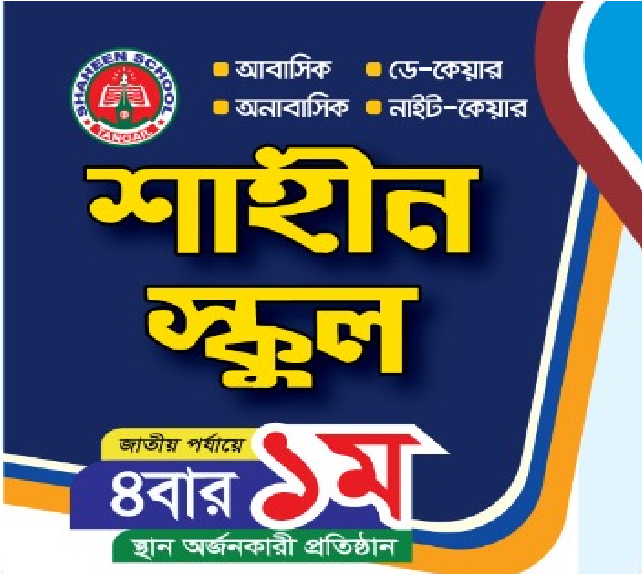 SHAHEEN SCHOOL
TANGAIL
আবাসিক ডে-কেয়ার
অনাবাসিক নাইট-কেয়ার
শাহীন
স্কুল
জাতীয় পর্যায়ে
৪বার ১ম
স্থান অর্জনকারী প্রতিষ্ঠান